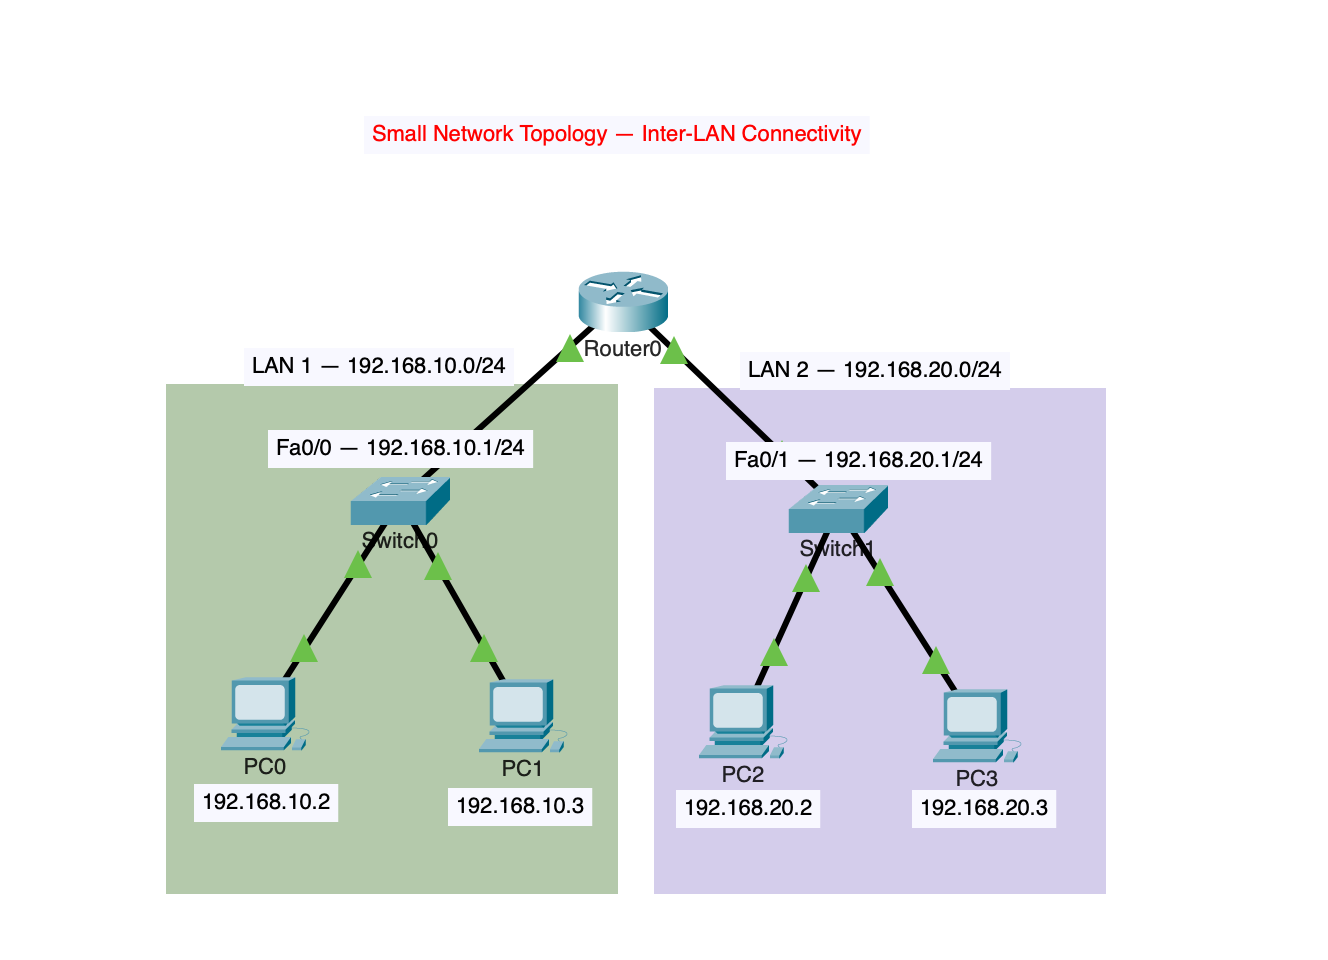 Small Network Topology — Inter-LAN Connectivity
Router0
LAN 1 — 192.168.10.0/24
LAN 2 — 192.168.20.0/24
Fa0/0 — 192.168.10.1/24
Fa0/1 — 192.168.20.1/24
Switch0
Switch1
PC0
PC1
PC2
PC3
192.168.10.2
192.168.10.3
192.168.20.2
192.168.20.3